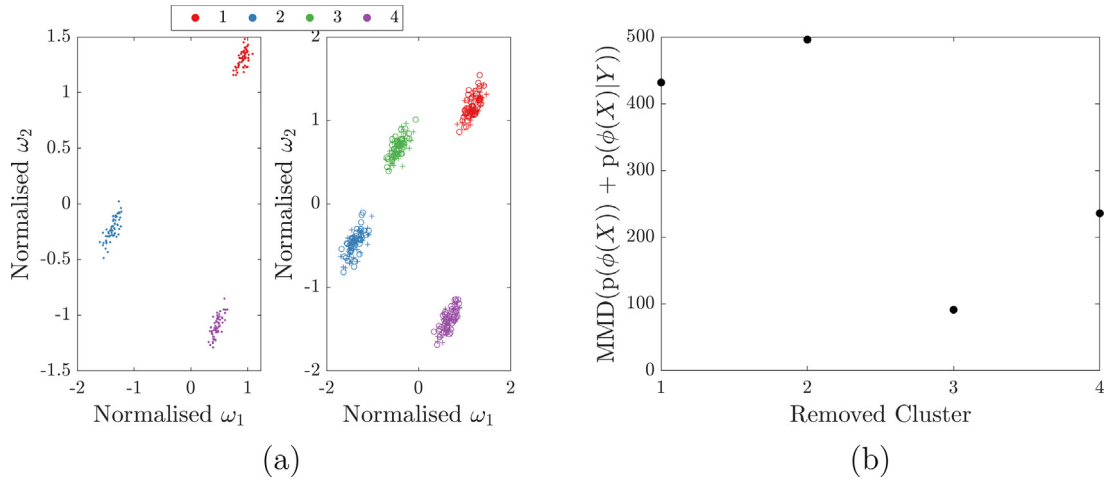 1 2 3 4
1.5
1
0.5
0
-0.5
-1
-1.5
-2 -1 0 1
Normalised ω₂
Normalised ω₁
2
1
0
-1
-2
-2 0 2
Normalised ω₂
Normalised ω₁
(a)
500
400
300
200
100
0
1 2 3 4
MMD(p(ϕ(X)) + p(ϕ(X)|Y))
Removed Cluster
(b)